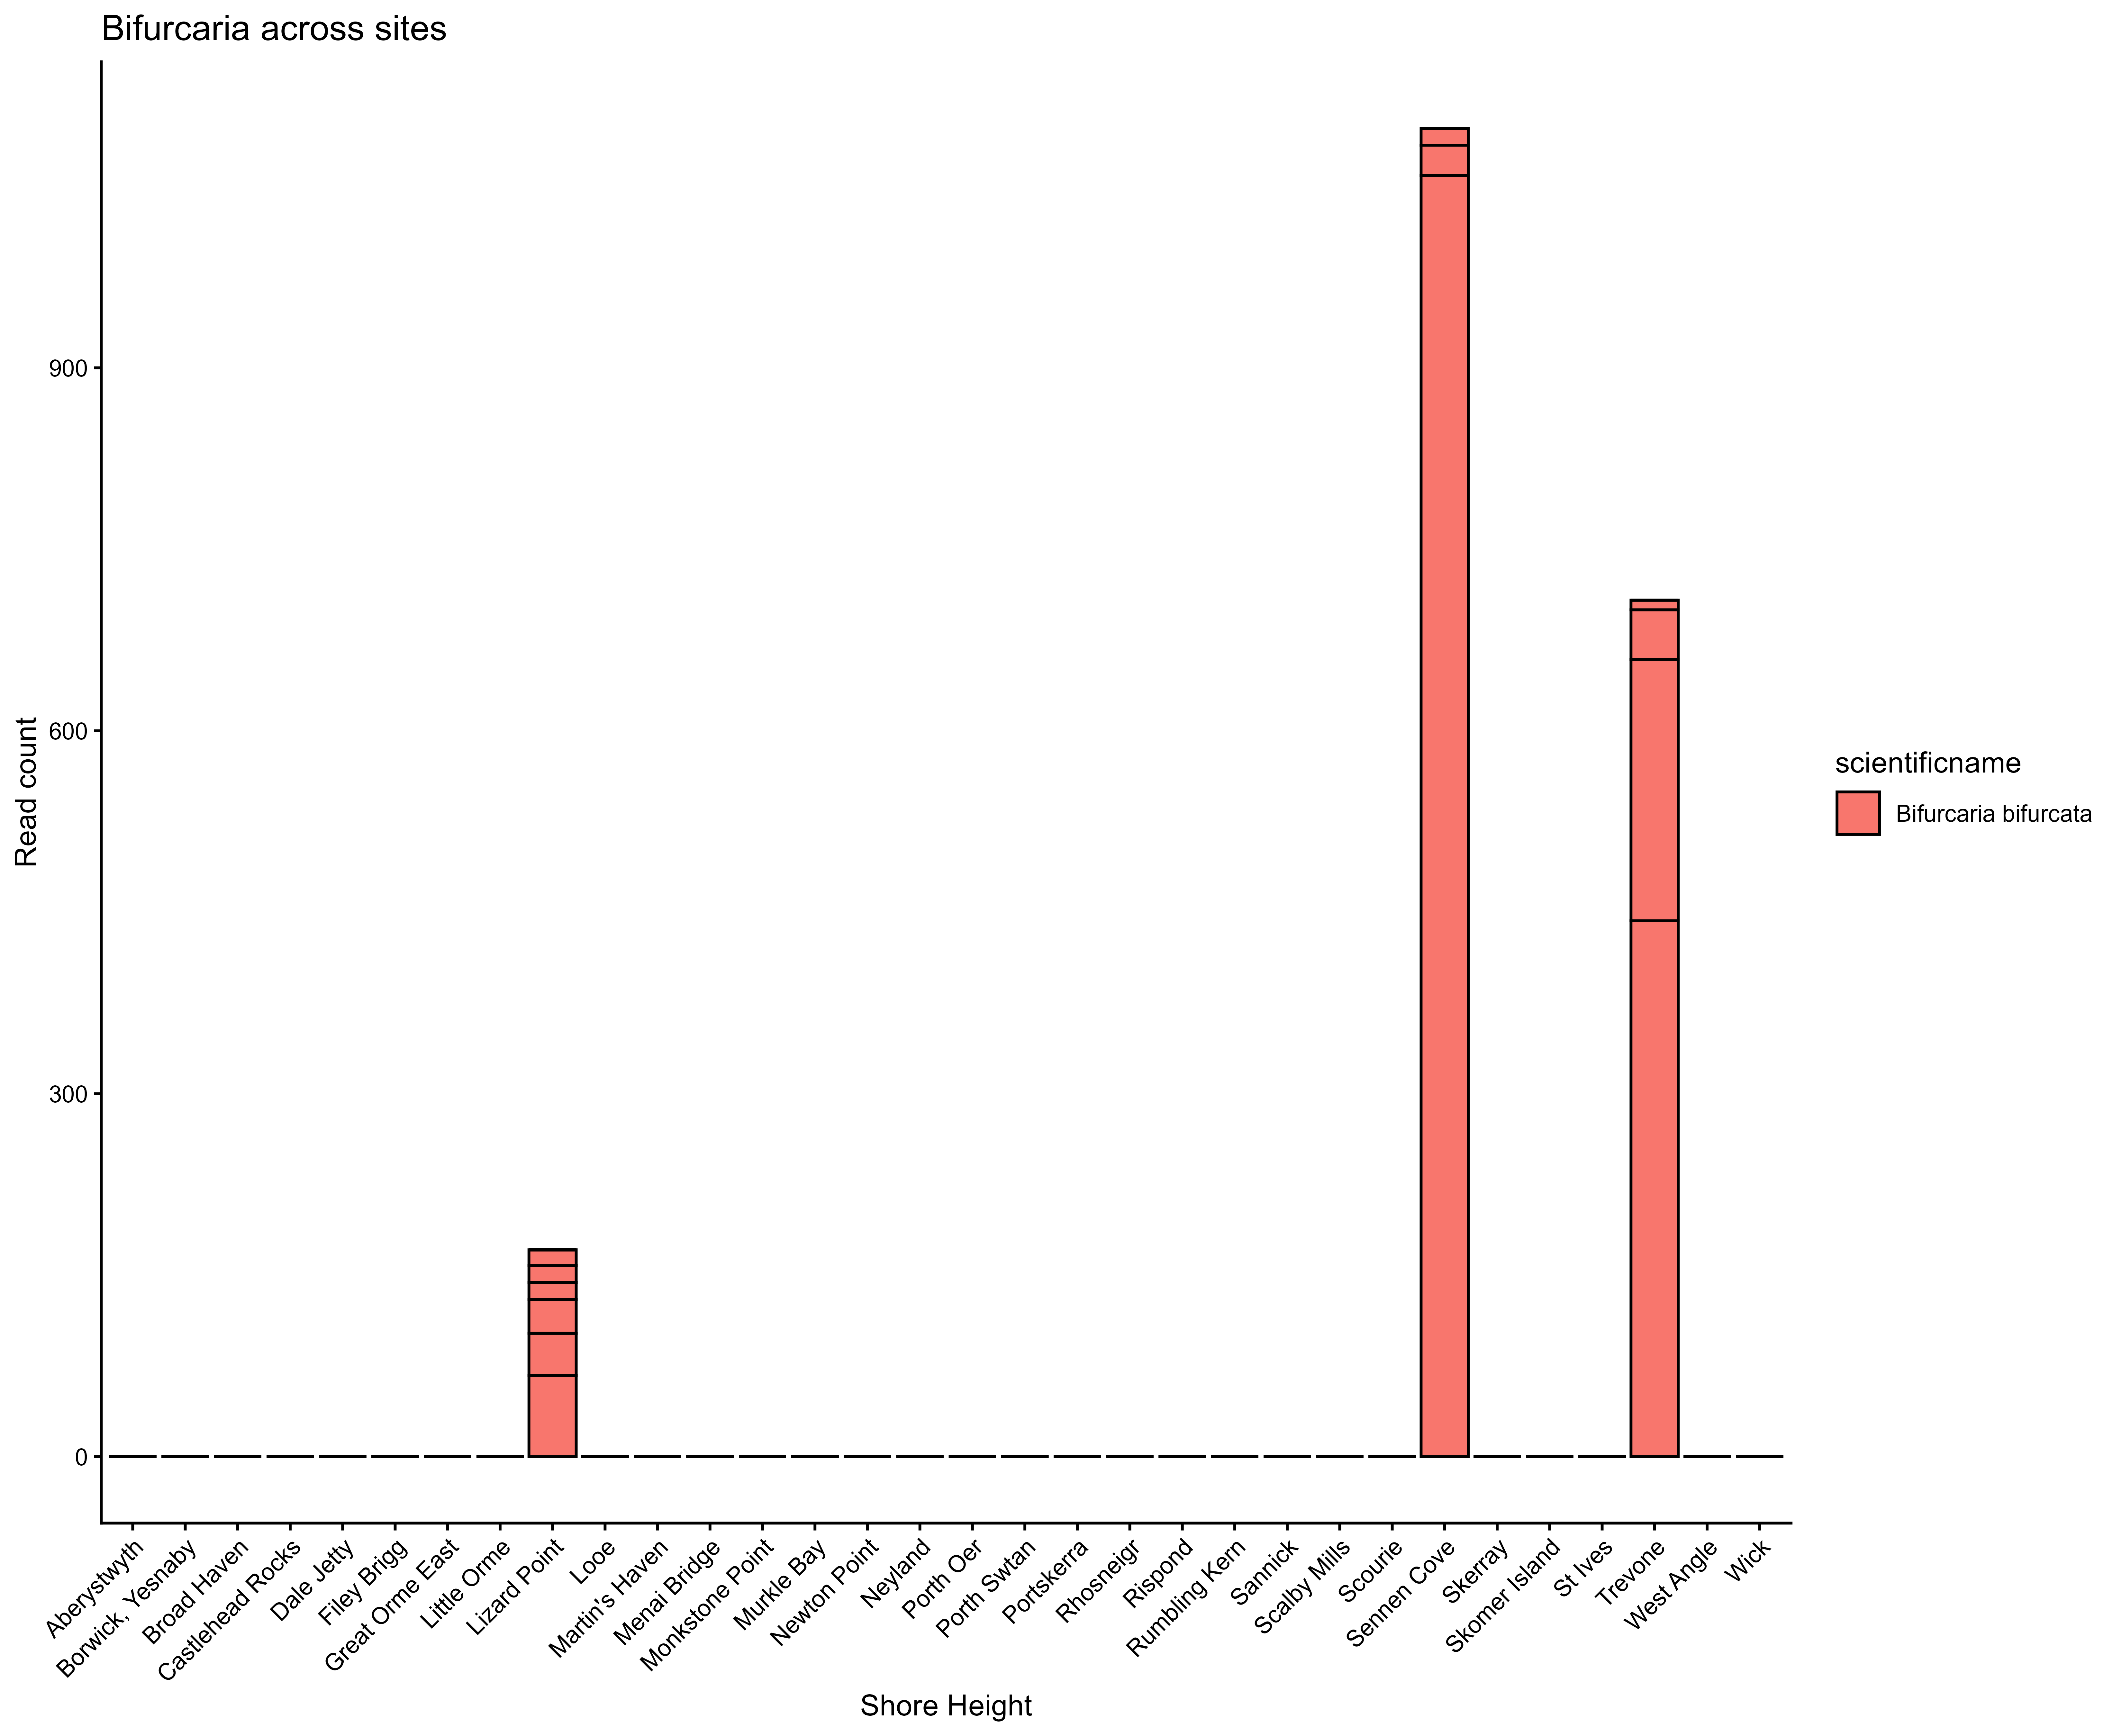 Bifurcaria across sites
900
600
300
0
Read count
Aberystwyth
Borwick, Yesnaby
Broad Haven
Castlehead Rocks
Dale Jetty
Filey Brigg
Great Orme East
Little Orme
Lizard Point
Looe
Martin's Haven
Menai Bridge
Monkstone Point
Murkle Bay
Newton Point
Neyland
Porth Oer
Porth Swtan
Portskerra
Rhosneigr
Rispond
Rumbling Kern
Sannick
Scalby Mills
Scourie
Sennen Cove
Skerray
Skomer Island
St Ives
Trevone
West Angle
Wick
Shore Height
scientificname
Bifurcaria bifurcata